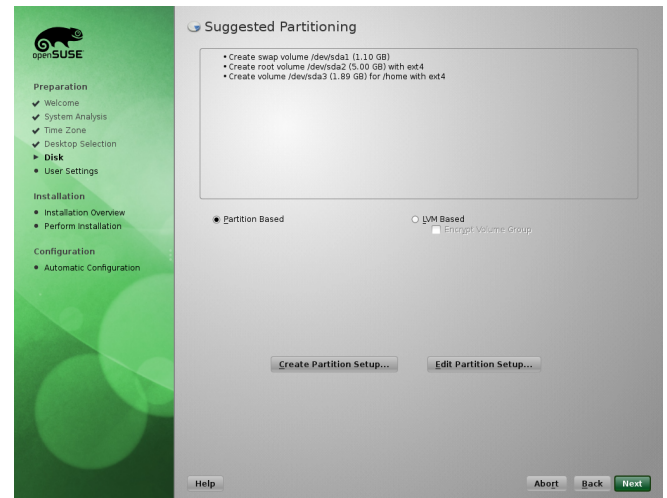 openSUSE
Preparation
Welcome
System Analysis
Time Zone
Desktop Selection
Disk
User Settings
Installation
Installation Overview
Perform Installation
Configuration
Automatic Configuration
Suggested Partitioning
• Create swap volume /dev/sda1 (1.10 GB)
• Create root volume /dev/sda2 (5.00 GB) with ext4
• Create volume /dev/sda3 (1.89 GB) for /home with ext4
Partition Based
LVM Based
Encrypt Volume Group
Create Partition Setup...
Edit Partition Setup...
Help
Abort
Back
Next